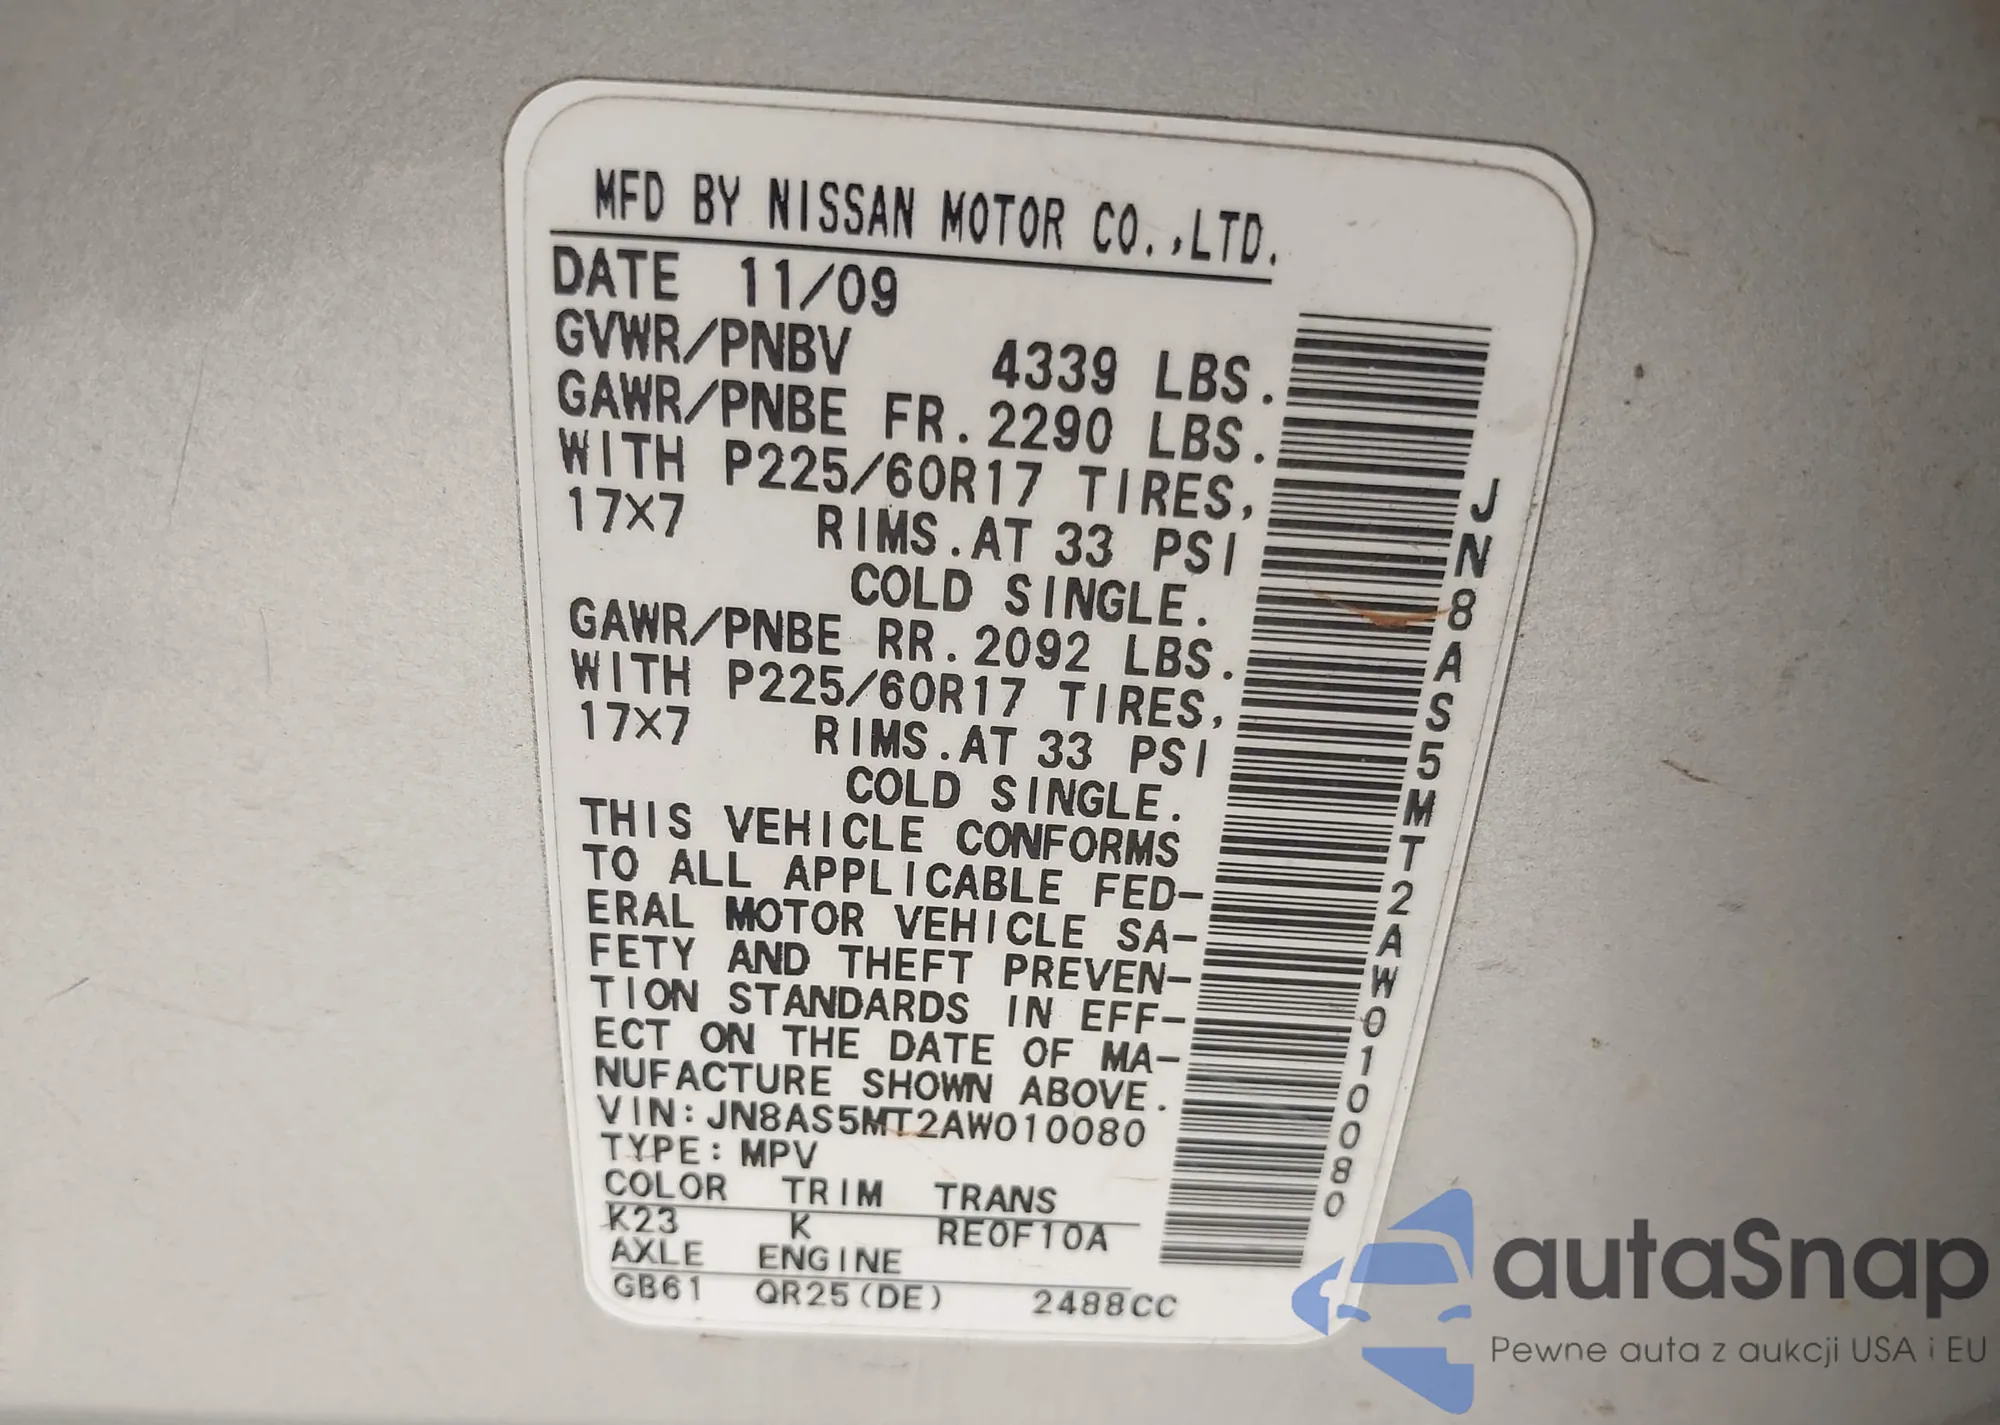 MFD BY NISSAN MOTOR CO.,LTD.
DATE 11/09
GVWR/PNBV 4339 LBS.
GAWR/PNBE FR.2290 LBS.
WITH P225/60R17 TIRES,
17X7 RIMS.AT 33 PSI
COLD SINGLE.
GAWR/PNBE RR.2092 LBS.
WITH P225/60R17 TIRES,
17X7 RIMS.AT 33 PSI
COLD SINGLE.
THIS VEHICLE CONFORMS
TO ALL APPLICABLE FED-
ERAL MOTOR VEHICLE SA-
FETY AND THEFT PREVEN-
TION STANDARDS IN EFF-
ECT ON THE DATE OF MA-
NUFACTURE SHOWN ABOVE.
VIN:JN8AS5MT2AW010080
TYPE:MPV
COLOR TRIM TRANS
K23 K RE0F10A
AXLE ENGINE
GB61 QR25(DE) 2488CC
JN8AS5MT2AW010080
autaSnap
Pewne auta z aukcji USA i EU